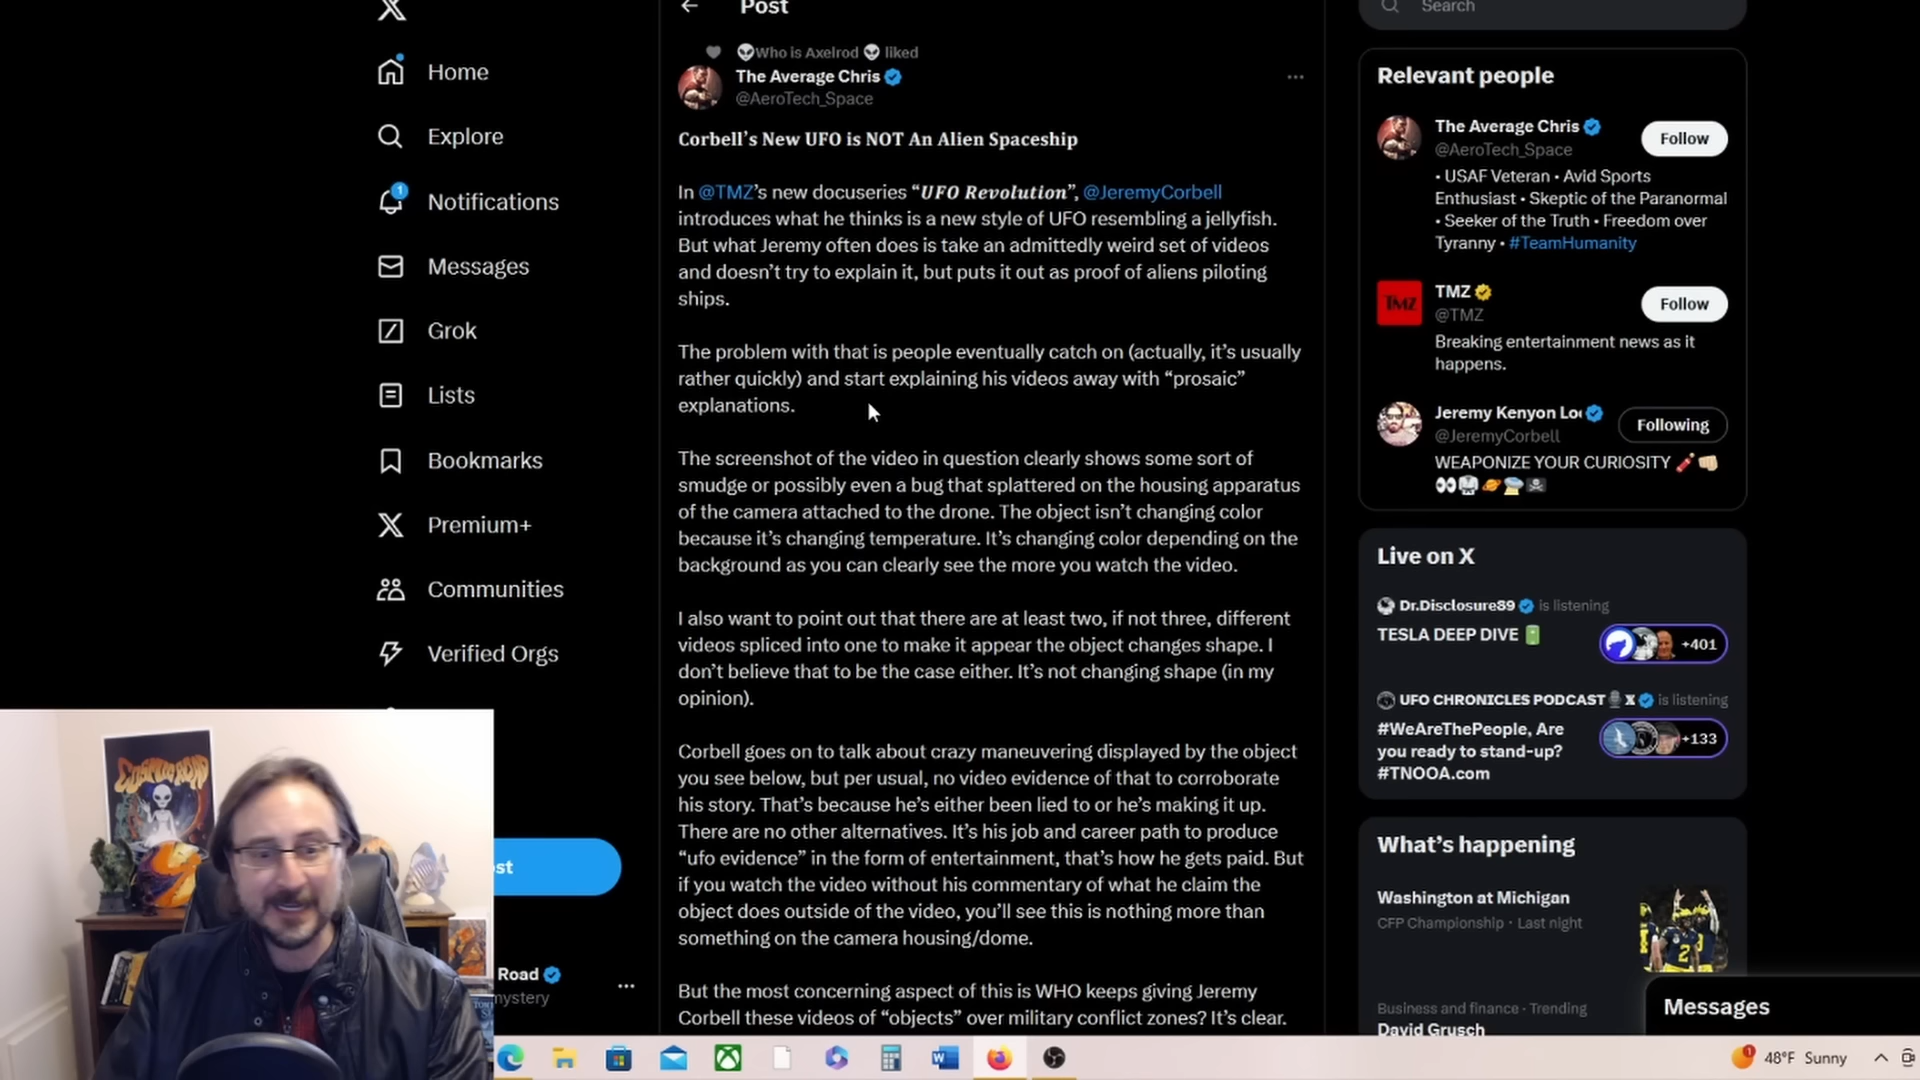 Home
Explore
1
Notifications
Messages
Grok
Lists
Bookmarks
Premium+
Communities
Verified Orgs
st
Road
mystery
COSMIC ROAD
Post
Who is Axelrod liked
The Average Chris
@AeroTech_Space
Corbell's New UFO is NOT An Alien Spaceship
In @TMZ's new docuseries “UFO Revolution”, @JeremyCorbell
introduces what he thinks is a new style of UFO resembling a jellyfish.
But what Jeremy often does is take an admittedly weird set of videos
and doesn't try to explain it, but puts it out as proof of aliens piloting
ships.
The problem with that is people eventually catch on (actually, it's usually
rather quickly) and start explaining his videos away with “prosaic”
explanations.
The screenshot of the video in question clearly shows some sort of
smudge or possibly even a bug that splattered on the housing apparatus
of the camera attached to the drone. The object isn't changing color
because it's changing temperature. It's changing color depending on the
background as you can clearly see the more you watch the video.
I also want to point out that there are at least two, if not three, different
videos spliced into one to make it appear the object changes shape. I
don't believe that to be the case either. It's not changing shape (in my
opinion).
Corbell goes on to talk about crazy maneuvering displayed by the object
you see below, but per usual, no video evidence of that to corroborate
his story. That's because he's either been lied to or he's making it up.
There are no other alternatives. It's his job and career path to produce
“ufo evidence” in the form of entertainment, that's how he gets paid. But
if you watch the video without his commentary of what he claim the
object does outside of the video, you'll see this is nothing more than
something on the camera housing/dome.
But the most concerning aspect of this is WHO keeps giving Jeremy
Corbell these videos of “objects” over military conflict zones? It's clear.
Search
Relevant people
The Average Chris
@AeroTech_Space
Follow
• USAF Veteran • Avid Sports
Enthusiast • Skeptic of the Paranormal
• Seeker of the Truth • Freedom over
Tyranny • #TeamHumanity
TMZ
TMZ
@TMZ
Follow
Breaking entertainment news as it
happens.
Jeremy Kenyon Lo
@JeremyCorbell
Following
WEAPONIZE YOUR CURIOSITY
Live on X
Dr.Disclosure89 is listening
TESLA DEEP DIVE
+401
UFO CHRONICLES PODCAST X is listening
#WeAreThePeople, Are
you ready to stand-up?
#TNOOA.com
+133
What's happening
Washington at Michigan
CFP Championship · Last night
2
Business and finance · Trending
David Grusch
Messages
W
1
48°F Sunny